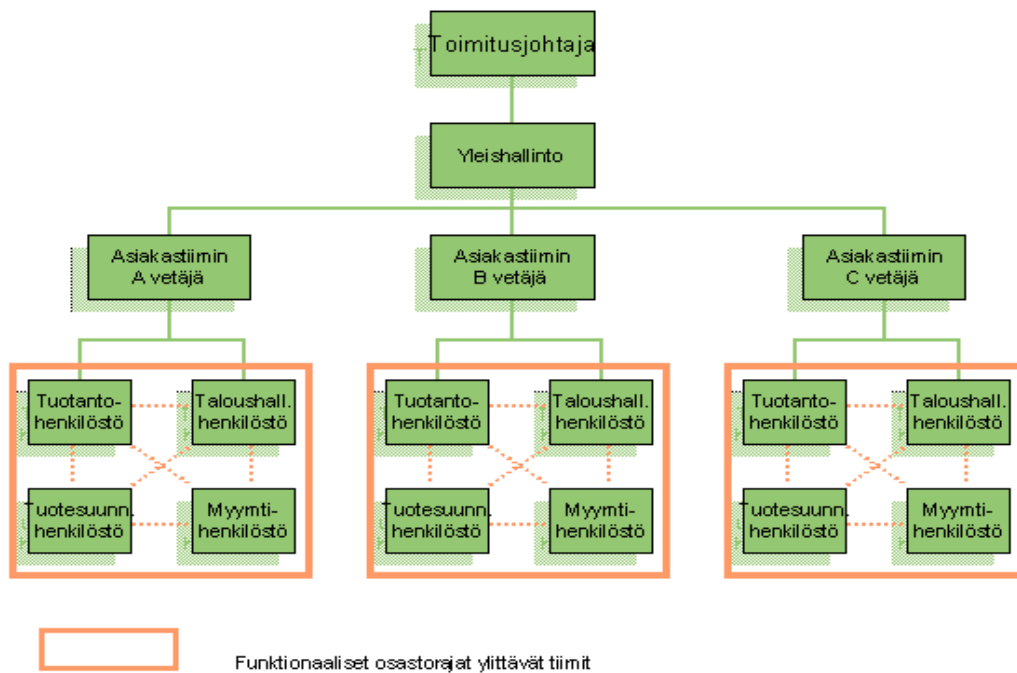 Toimitusjohtaja
Yleishallinto
Asiakastiimin
A vetäjä
Asiakastiimin
B vetäjä
Asiakastiimin
C vetäjä
Tuotanto-
henkilöstö
Taloushall.
henkilöstö
Tuotesuunn.
henkilöstö
Myymti-
henkilöstö
Tuotanto-
henkilöstö
Taloushall.
henkilöstö
Tuotesuunn.
henkilöstö
Myymti-
henkilöstö
Tuotanto-
henkilöstö
Taloushall.
henkilöstö
Tuotesuunn.
henkilöstö
Myymti-
henkilöstö
Funktionaaliset osastorajat ylittävät tiimit